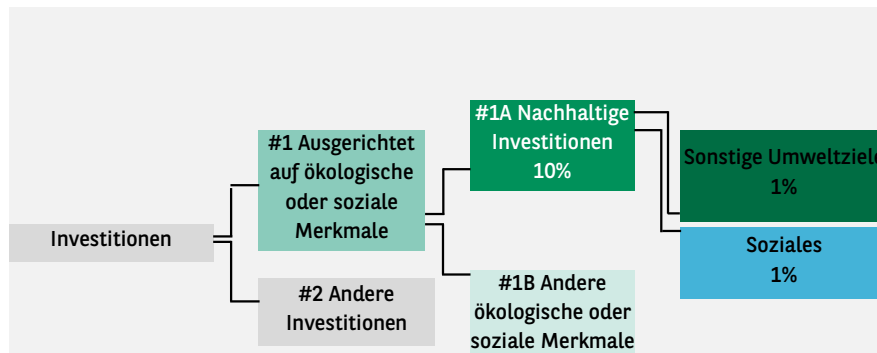 Investitionen
#1 Ausgerichtet
auf ökologische
oder soziale
Merkmale
#2 Andere
Investitionen
#1A Nachhaltige
Investitionen
10%
#1B Andere
ökologische oder
soziale Merkmale
Sonstige Umweltziele
1%
Soziales
1%